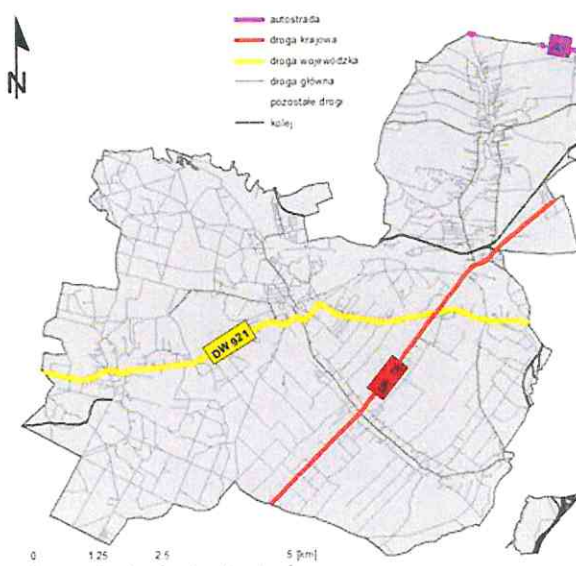 autostrada
droga krajowa
droga wojewódzka
droga główna
pozostałe drogi
kolej
N
DW 921
0 1.25 2.5 5 [km]